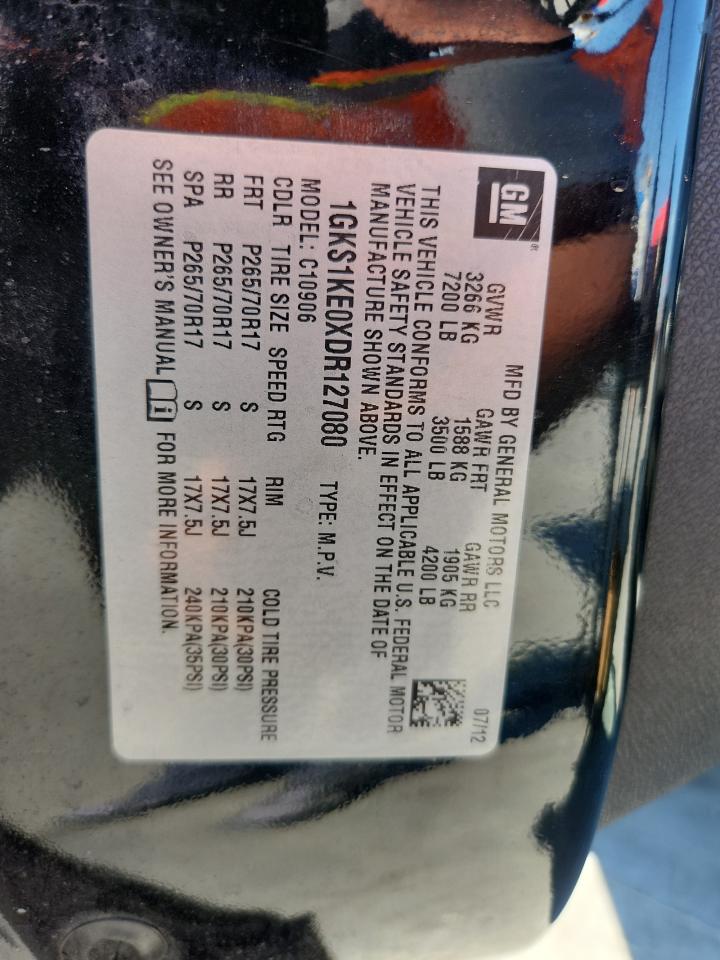 GM®
MFD BY GENERAL MOTORS LLC 07/12
GVWR GAWR FRT GAWR RR
3266 KG 1588 KG 1905 KG
7200 LB 3500 LB 4200 LB
THIS VEHICLE CONFORMS TO ALL APPLICABLE U.S. FEDERAL MOTOR
VEHICLE SAFETY STANDARDS IN EFFECT ON THE DATE OF
MANUFACTURE SHOWN ABOVE.
1GKS1KE0XDR127080 TYPE: M.P.V.
MODEL: C10906
CDLR TIRE SIZE SPEED RTG RIM COLD TIRE PRESSURE
FRT P265/70R17 S 17X7.5J 210KPA(30PSI)
RR P265/70R17 S 17X7.5J 210KPA(30PSI)
SPA P265/70R17 S 17X7.5J 240KPA(35PSI)
SEE OWNER'S MANUAL i FOR MORE INFORMATION.